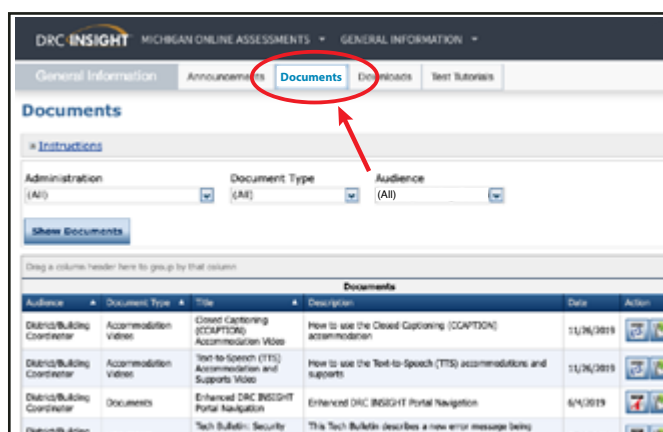 DRC INSIGHT MICHIGAN ONLINE ASSESSMENTS GENERAL INFORMATION
General Information Announcements Documents Downloads Test Tutorials
Documents
» Instructions
Administration Document Type Audience
(All) (All) (All)
Show Documents
Drag a column header here to group by that column
Documents
Audience Document Type Title Description Date Action
District/Building Coordinator Accommodation Videos Closed Captioning (CCAPTION) Accommodation Video How to use the Closed Captioning (CCAPTION) accommodation 11/26/2019
District/Building Coordinator Accommodation Videos Text-to-Speech (TTS) Accommodation and Supports Video How to use the Text-to-Speech (TTS) accommodations and supports 11/26/2019
District/Building Coordinator Documents Enhanced DRC INSIGHT Portal Navigation Enhanced DRC INSIGHT Portal Navigation 6/4/2019
District/Building Tech Bulletin: Security This Tech Bulletin describes a new error message being